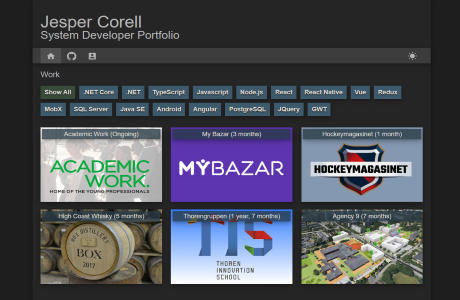 Jesper Corell
System Developer Portfolio
Work
Show All .NET Core .NET TypeScript Javascript Node.js React React Native Vue Redux
MobX SQL Server Java SE Android Angular PostgreSQL JQuery GWT
Academic Work (Ongoing) My Bazar (3 months) Hockeymagasinet (1 month)
ACADEMIC
WORK.
HOME OF THE YOUNG PROFESSIONALS
MYBAZAR
HOCKEYMAGASINET
High Coast Whisky (5 months) Thorengruppen (1 year, 7 months) Agency 9 (7 months)
BOX
2017
TIS
THOREN
INNOVATION
SCHOOL